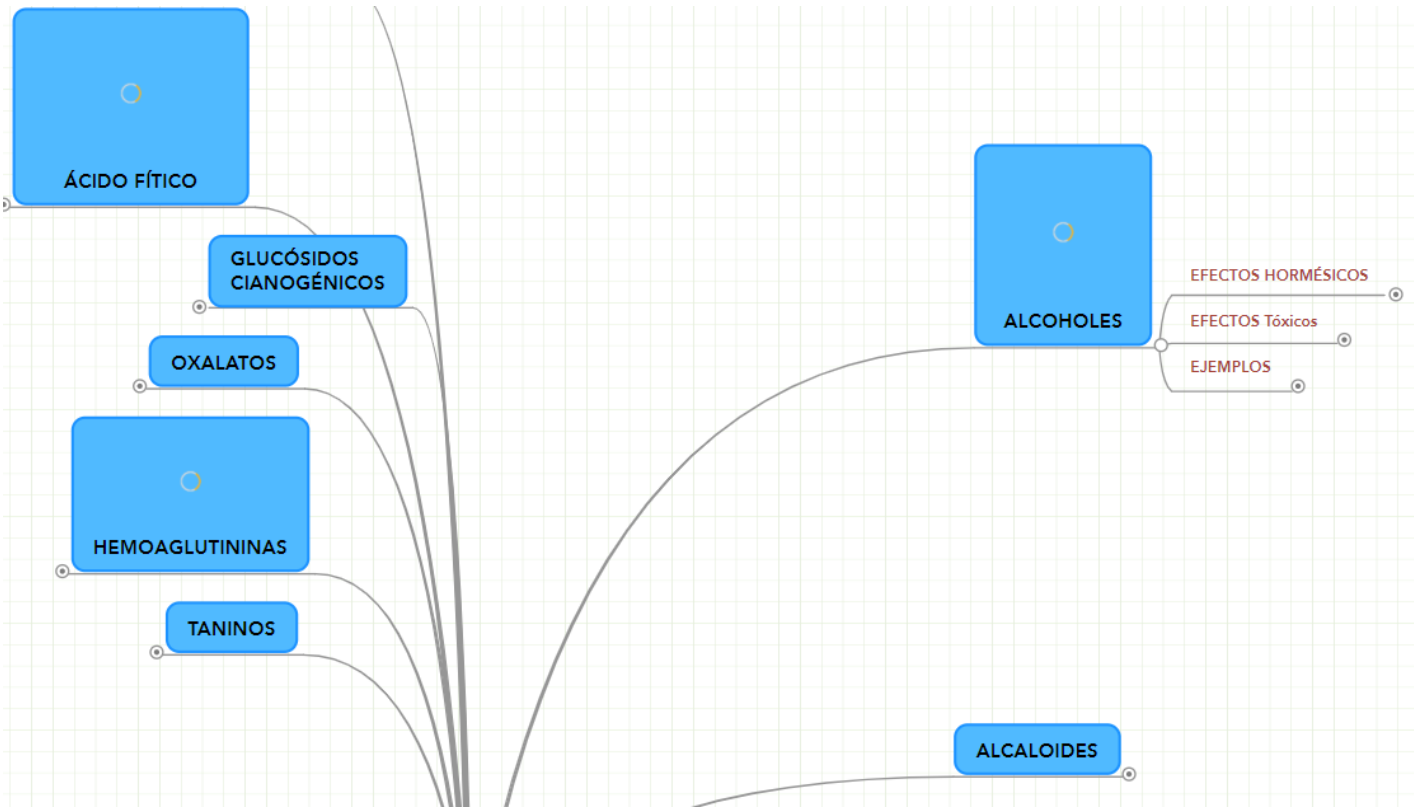 ÁCIDO FÍTICO
GLUCÓSIDOS
CIANOGÉNICOS
OXALATOS
HEMOAGLUTININAS
TANINOS
ALCOHOLES
EFECTOS HORMÉSICOS
EFECTOS Tóxicos
EJEMPLOS
ALCALOIDES